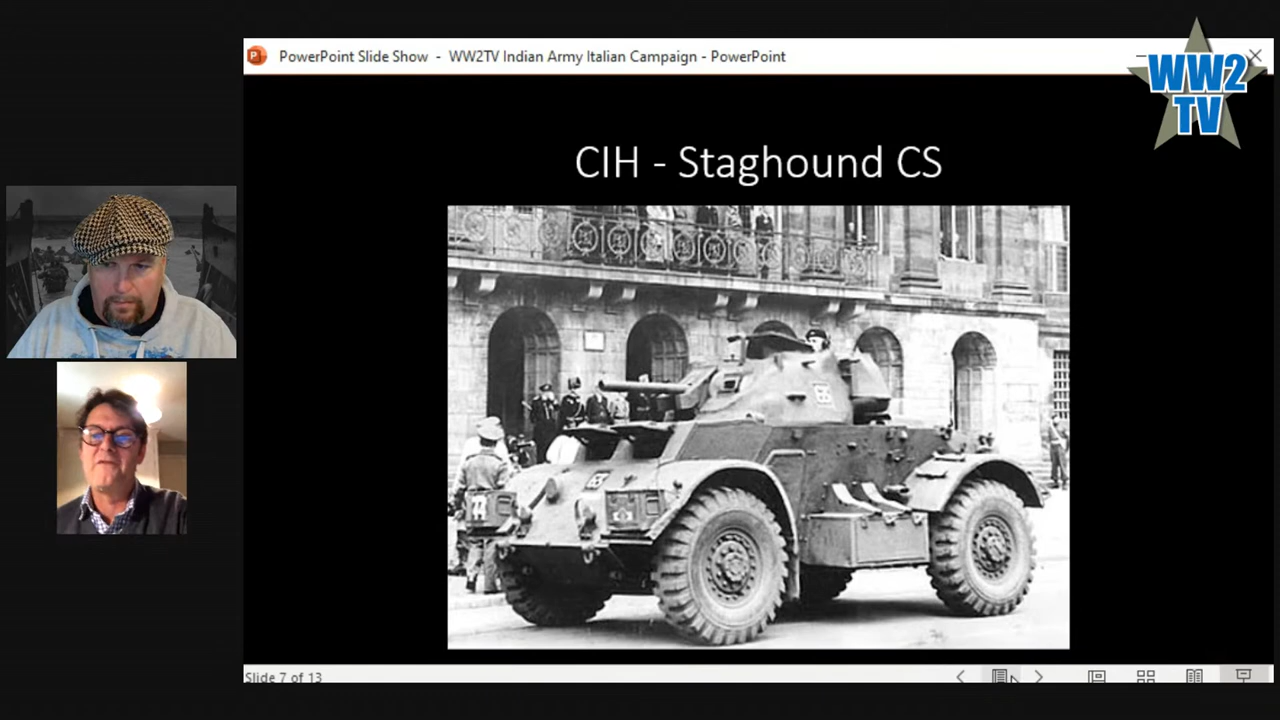 PowerPoint Slide Show - WW2TV Indian Army Italian Campaign - PowerPoint
WW2
TV
CIH - Staghound CS
Slide 7 of 13